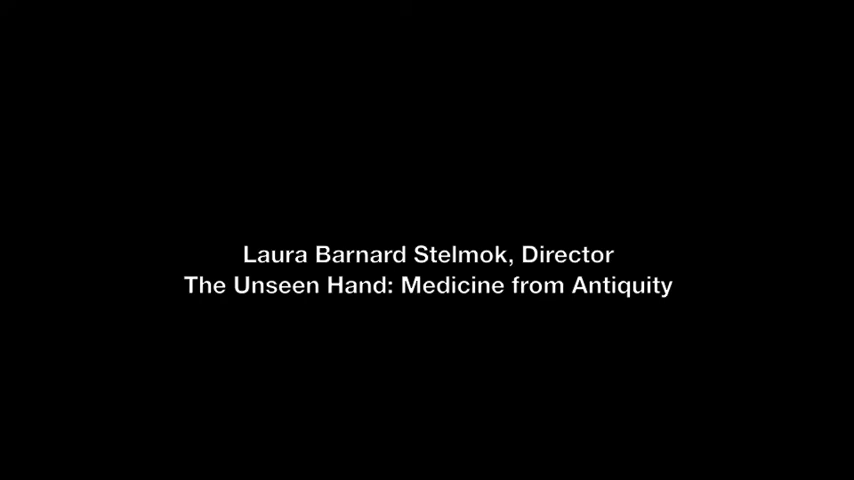 Laura Barnard Stelmok, Director
The Unseen Hand: Medicine from Antiquity